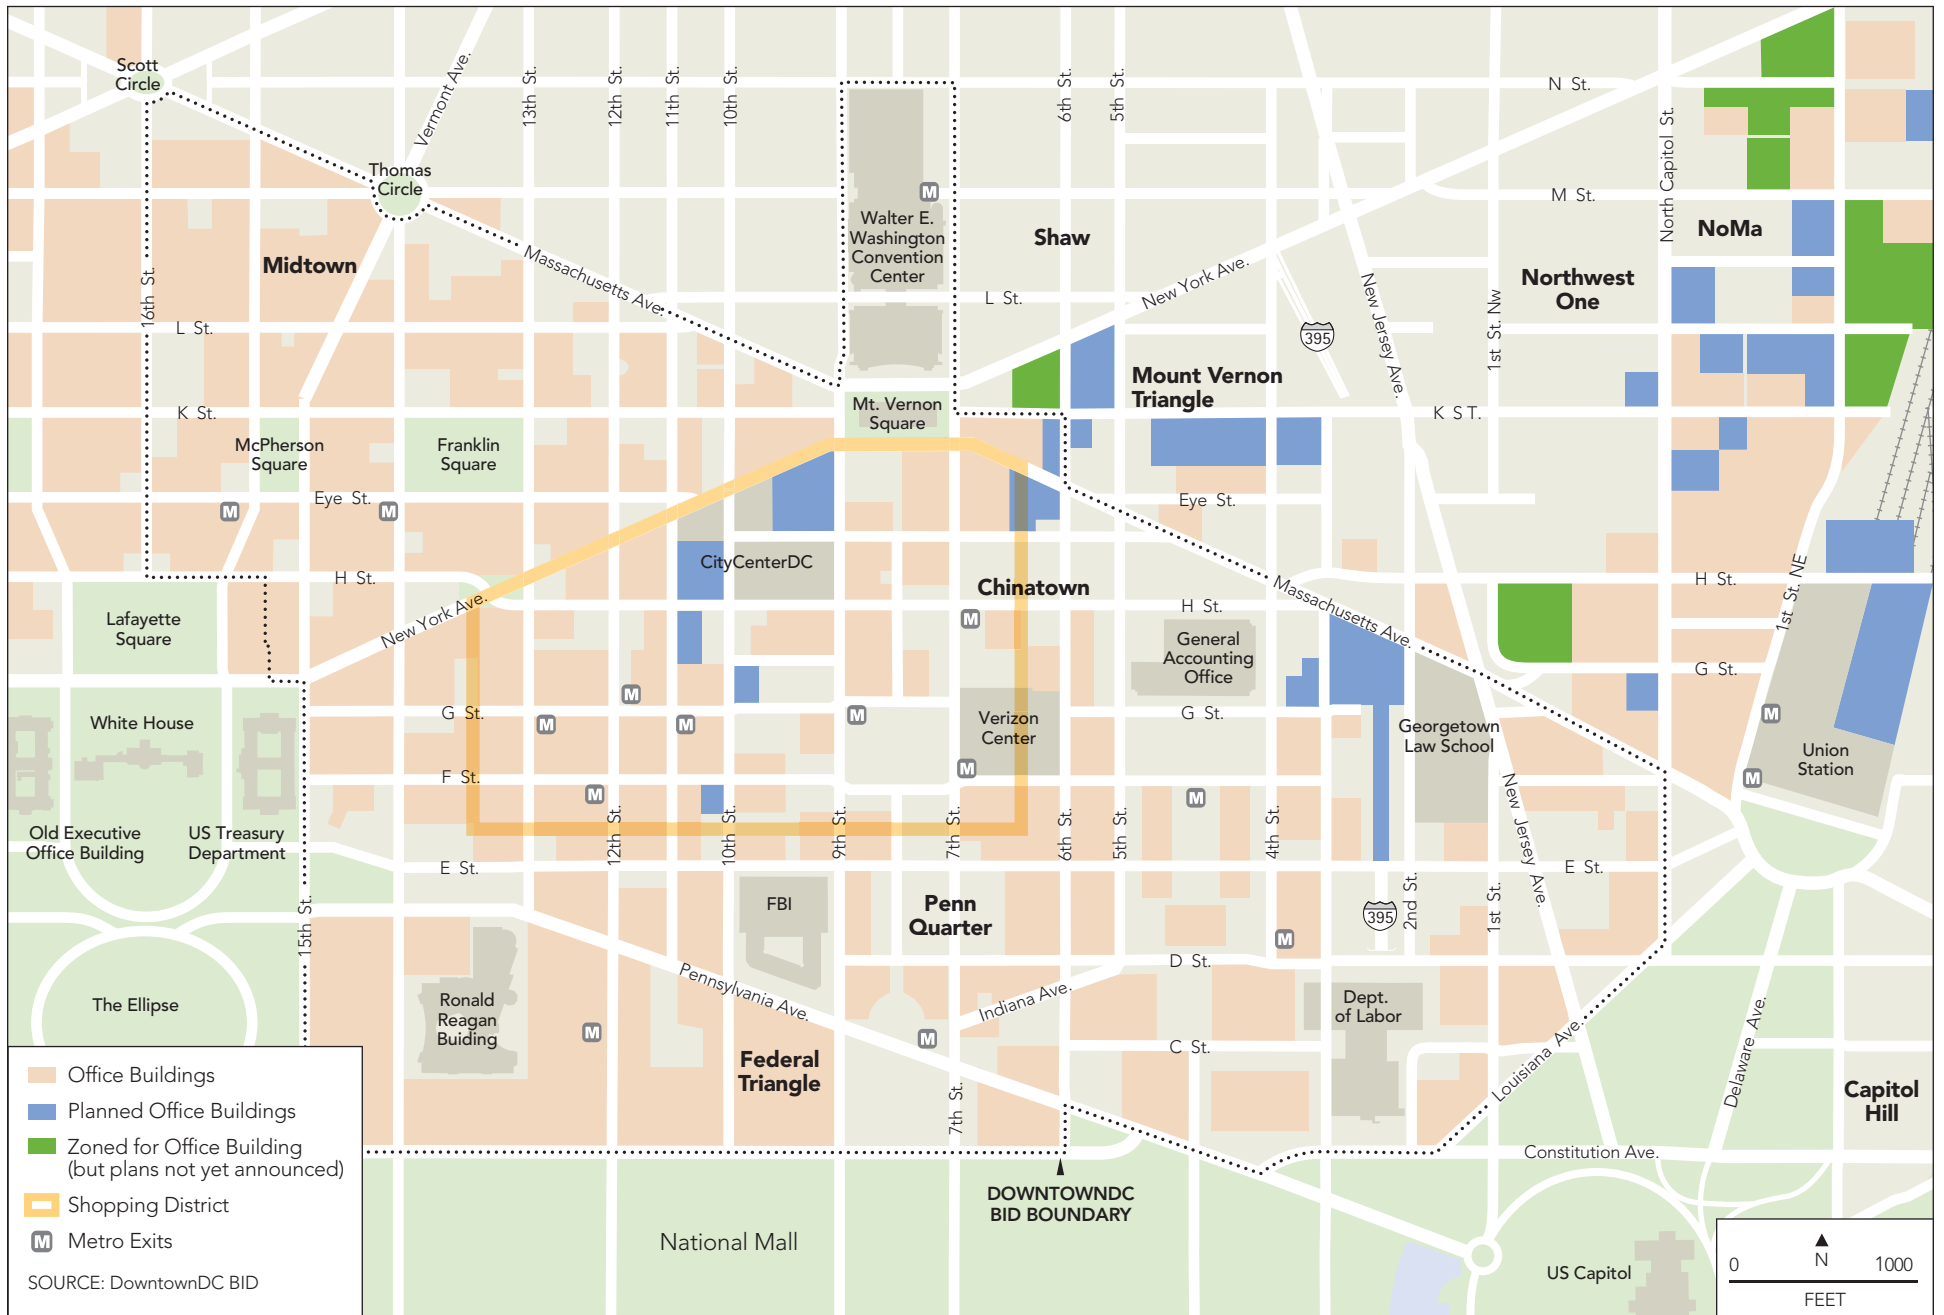 Scott
Circle
Vermont Ave.
13th St.
12th St.
11th St.
10th St.
6th St.
5th St.
N St.
North Capitol St.
Thomas
Circle
M
Walter E.
Washington
Convention
Center
Shaw
M St.
NoMa
Midtown
16th St.
Massachusetts Ave.
L St.
New York Ave.
New Jersey Ave.
Northwest
One
1st St. Nw
L St.
395
Mount Vernon
Triangle
K St.
Mt. Vernon
Square
K ST.
McPherson
Square
Franklin
Square
Eye St.
M
M
Eye St.
H St.
CityCenterDC
Chinatown
H St.
Massachusetts Ave.
H St.
1st St. NE
Lafayette
Square
New York Ave.
M
General
Accounting
Office
G St.
White House
G St.
M
M
M
M
Verizon
Center
G St.
Georgetown
Law School
M
Union
Station
M
F St.
M
M
M
New Jersey Ave.
Old Executive
Office Building
US Treasury
Department
12th St.
10th St.
9th St.
7th St.
6th St.
5th St.
4th St.
E St.
E St.
15th St.
FBI
Penn
Quarter
395
2nd St.
1st St.
M
D St.
Pennsylvania Ave.
Indiana Ave.
The Ellipse
Ronald
Reagan
Buiding
M
M
Dept.
of Labor
C St.
Louisiana Ave.
Delaware Ave.
Federal
Triangle
7th St.
Capitol
Hill
Constitution Ave.
Office Buildings
Planned Office Buildings
Zoned for Office Building
(but plans not yet announced)
Shopping District
M Metro Exits
SOURCE: DowntownDC BID
DOWNTOWNDC
BID BOUNDARY
National Mall
US Capitol
N
0 1000
FEET